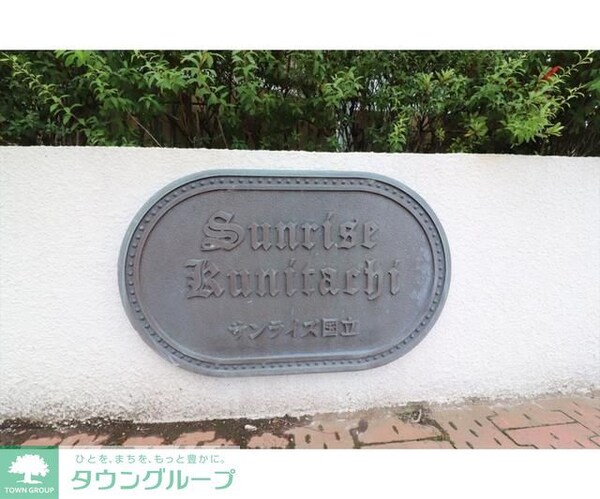 Sunrise
Kunitachi
サンライズ国立
TOWN GROUP
ひとを、まちを、もっと豊かに。
タウングループ